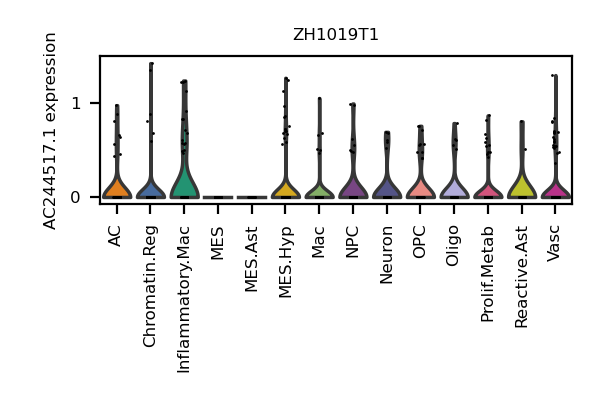 ZH1019T1
AC244517.1 expression
1
0
AC
Chromatin.Reg
Inflammatory.Mac
MES
MES.Ast
MES.Hyp
Mac
NPC
Neuron
OPC
Oligo
Prolif.Metab
Reactive.Ast
Vasc